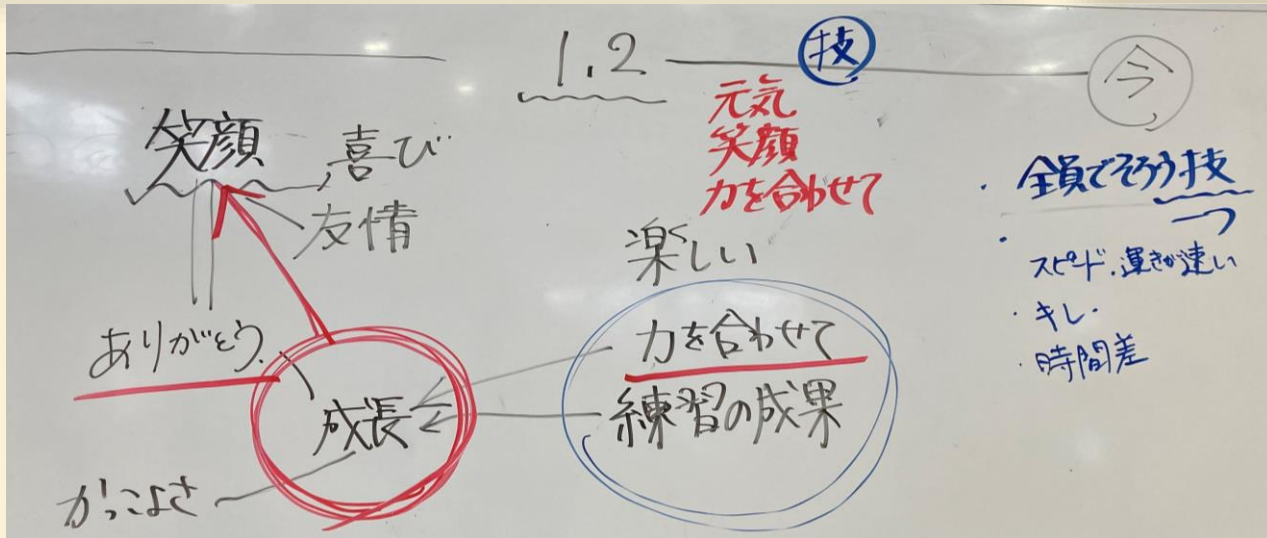 1.2
技
今
笑顔
喜び
友情
ありがとう
成長
かっこよさ
元気
笑顔
力を合わせて
楽しい
力を合わせて
練習の成果
・全員でそろう技
・
スピード.運きが速い
・キレ・
・時間差